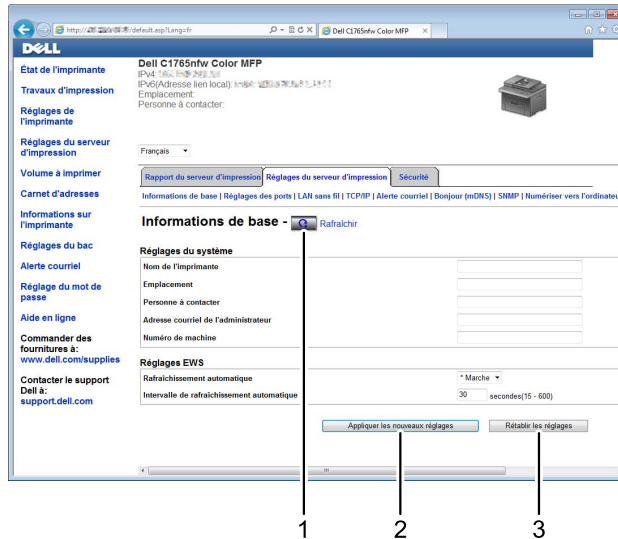 http:// /default.asp?Lang=fr
Dell C1765nfw Color MFP
DELL
Dell C1765nfw Color MFP
IPv4:
IPv6(Adresse lien local):
Emplacement:
Personne à contacter:
État de l'imprimante
Travaux d'impression
Réglages de
l'imprimante
Réglages du serveur
d'impression
Volume à imprimer
Carnet d'adresses
Informations sur
l'imprimante
Réglages du bac
Alerte courriel
Réglage du mot de
passe
Aide en ligne
Commander des
fournitures à:
www.dell.com/supplies
Contacter le support
Dell à:
support.dell.com
Français
Rapport du serveur d'impression Réglages du serveur d'impression Sécurité
Informations de base | Réglages des ports | LAN sans fil | TCP/IP | Alerte courriel | Bonjour (mDNS) | SNMP | Numériser vers l'ordinateu
Informations de base - Rafraîchir
Réglages du système
Nom de l'imprimante
Emplacement
Personne à contacter
Adresse courriel de l'administrateur
Numéro de machine
Réglages EWS
Rafraîchissement automatique * Marche
Intervalle de rafraîchissement automatique 30 secondes(15 - 600)
Appliquer les nouveaux réglages Rétablir les réglages
1 2 3